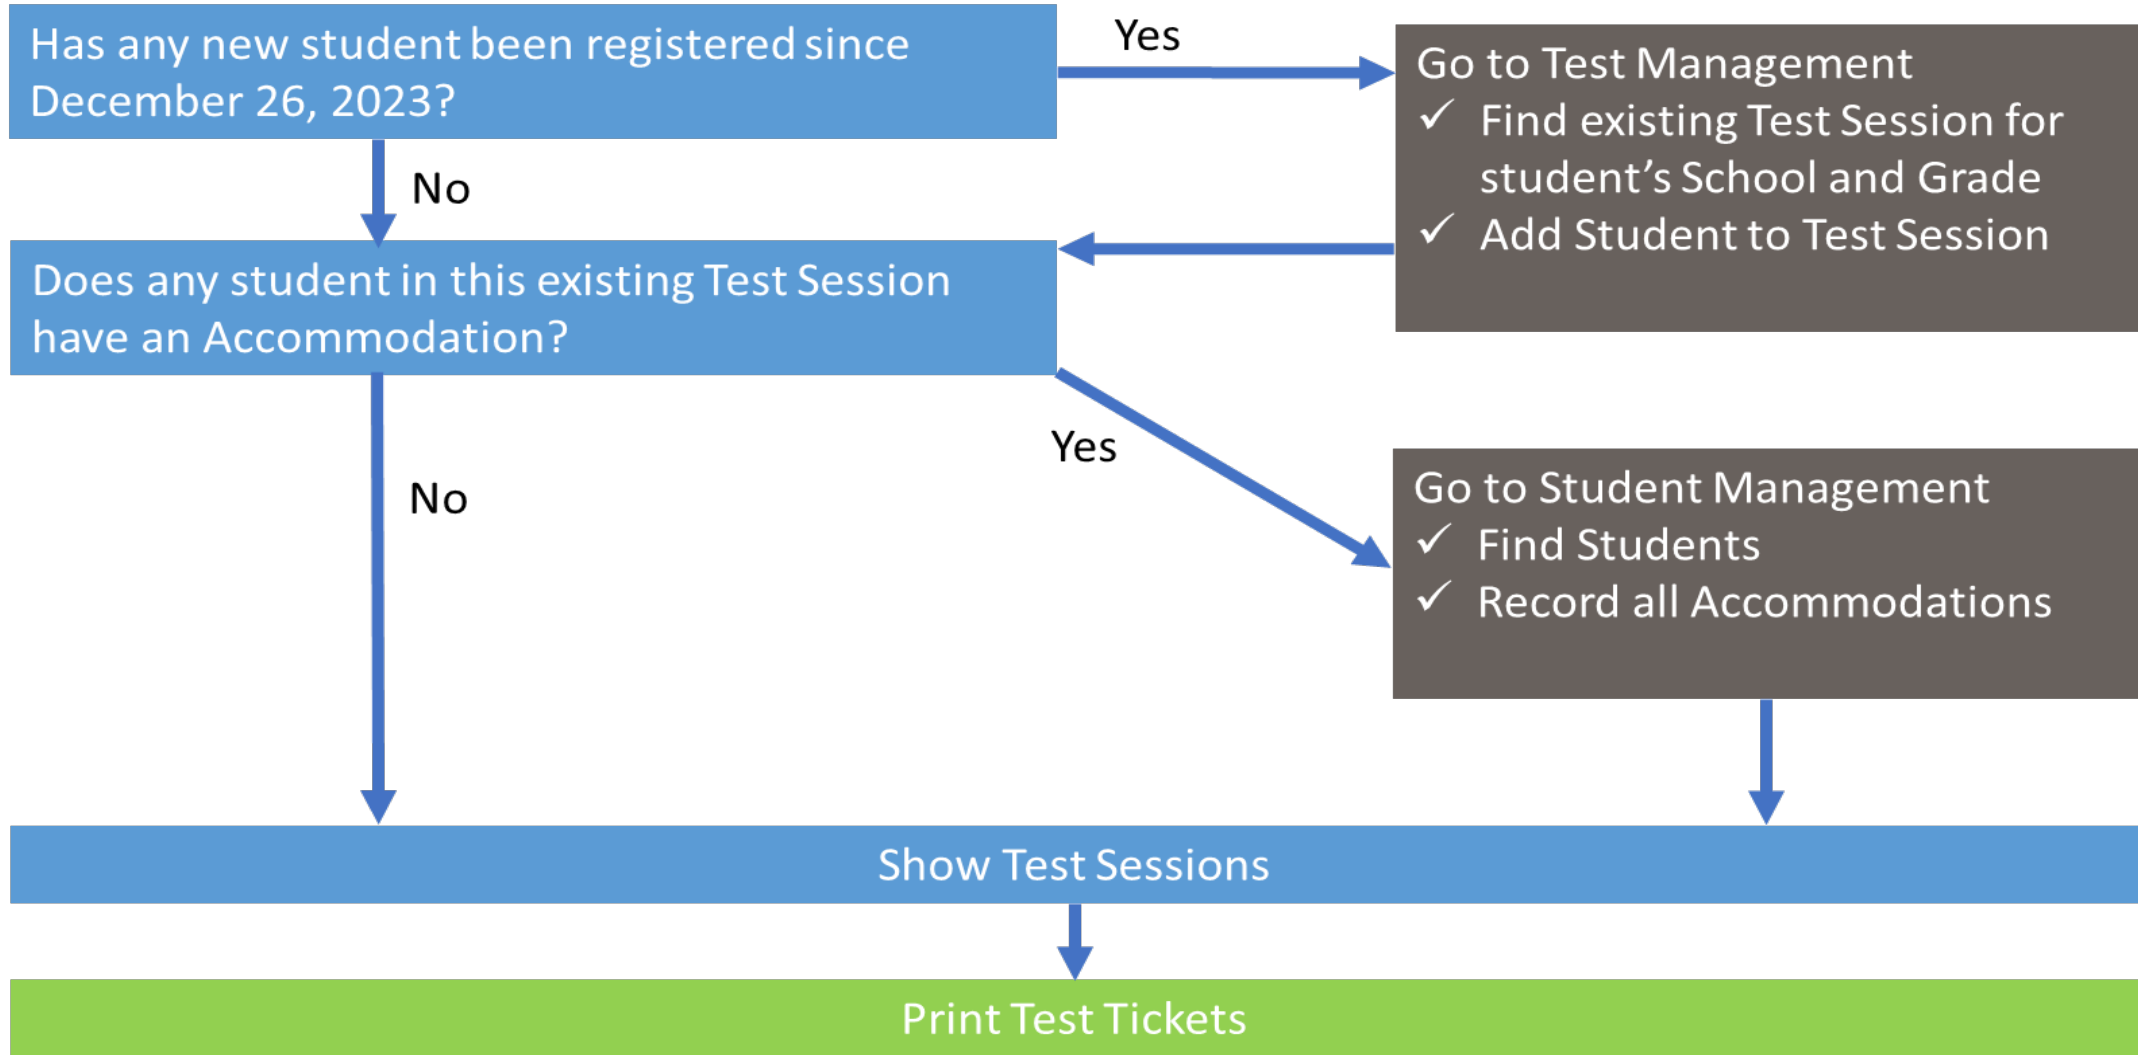 Has any new student been registered since
December 26, 2023?
Yes
Go to Test Management
✓ Find existing Test Session for
student’s School and Grade
✓ Add Student to Test Session
No
Does any student in this existing Test Session
have an Accommodation?
Yes
No
Go to Student Management
✓ Find Students
✓ Record all Accommodations
Show Test Sessions
Print Test Tickets